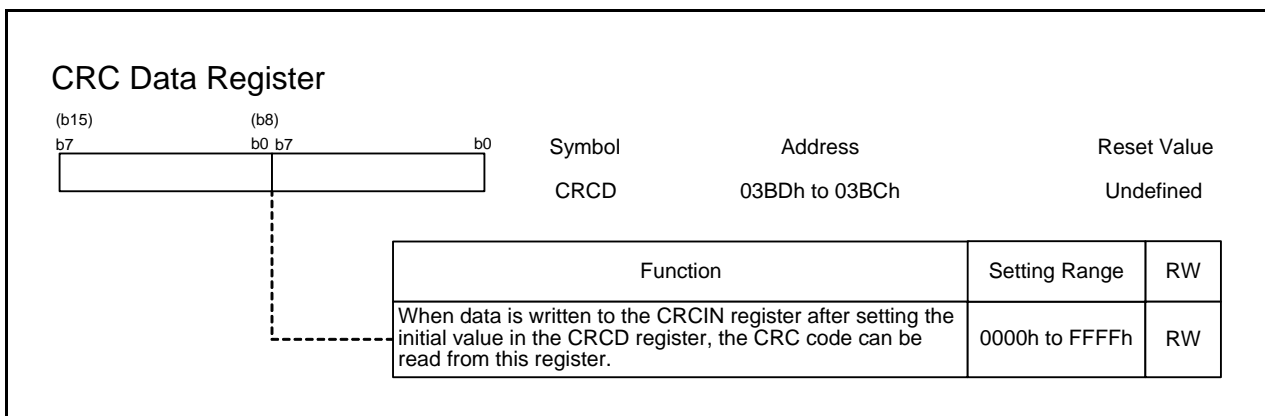 CRC Data Register
(b15) (b8)
b7 b0 b7 b0 Symbol Address Reset Value
CRCD 03BDh to 03BCh Undefined
Function Setting Range RW
When data is written to the CRCIN register after setting the
initial value in the CRCD register, the CRC code can be
read from this register.
0000h to FFFFh RW